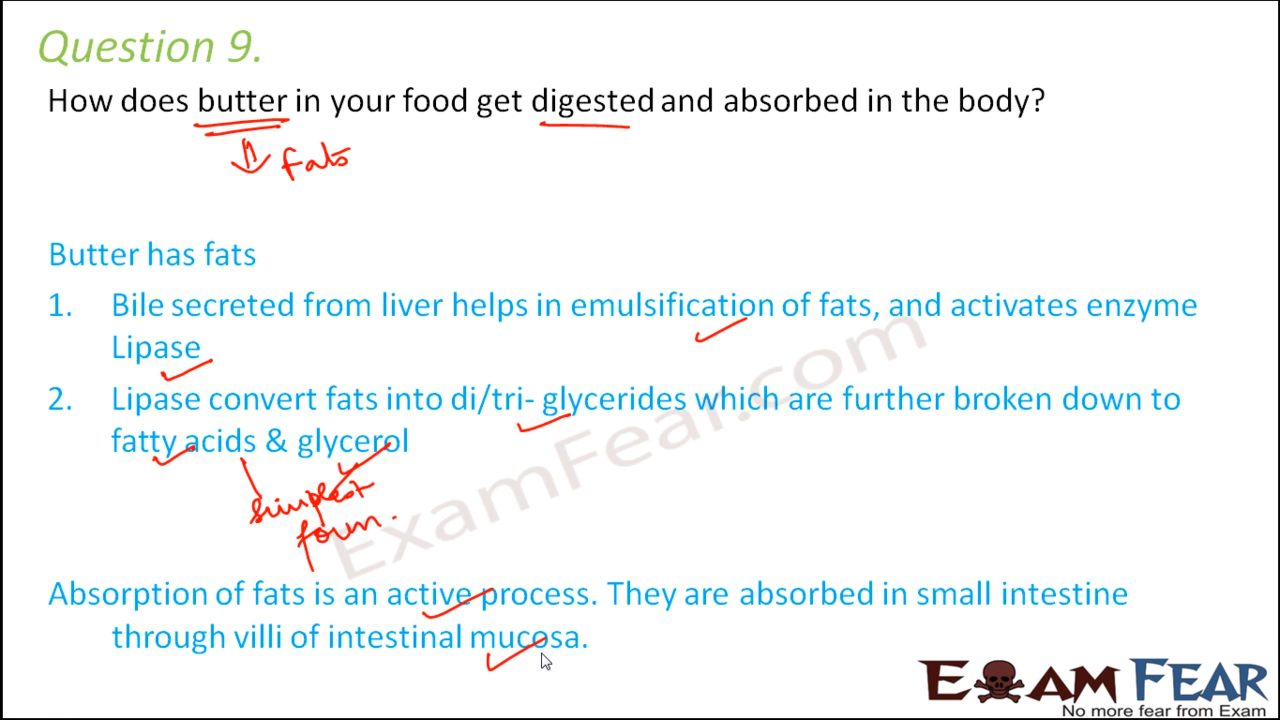 Question 9.
How does butter in your food get digested and absorbed in the body?
fats
Butter has fats
1. Bile secreted from liver helps in emulsification of fats, and activates enzyme
Lipase
2. Lipase convert fats into di/tri- glycerides which are further broken down to
fatty acids & glycerol
simplest
form.
Absorption of fats is an active process. They are absorbed in small intestine
through villi of intestinal mucosa.
ExamFear.com
EXAM FEAR
No more fear from Exam